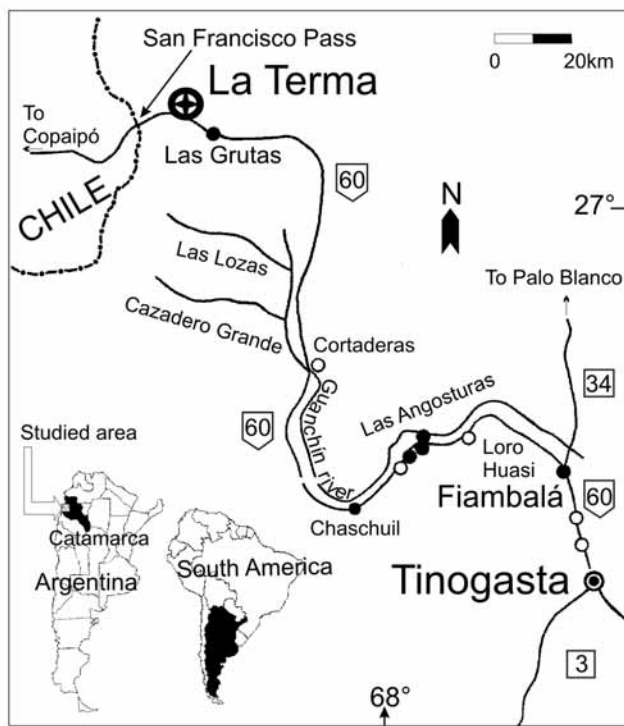 San Francisco Pass
0 20km
La Terma
To
Copaipó
Las Grutas
CHILE
60
N
27°
Las Lozas
To Palo Blanco
Cazadero Grande
Cortaderas
34
Las Angosturas
60
Guanchín river
Studied area
Loro
Huasi
Fiambalá
60
Chaschuil
Catamarca
South America
Argentina
Tinogasta
3
68°